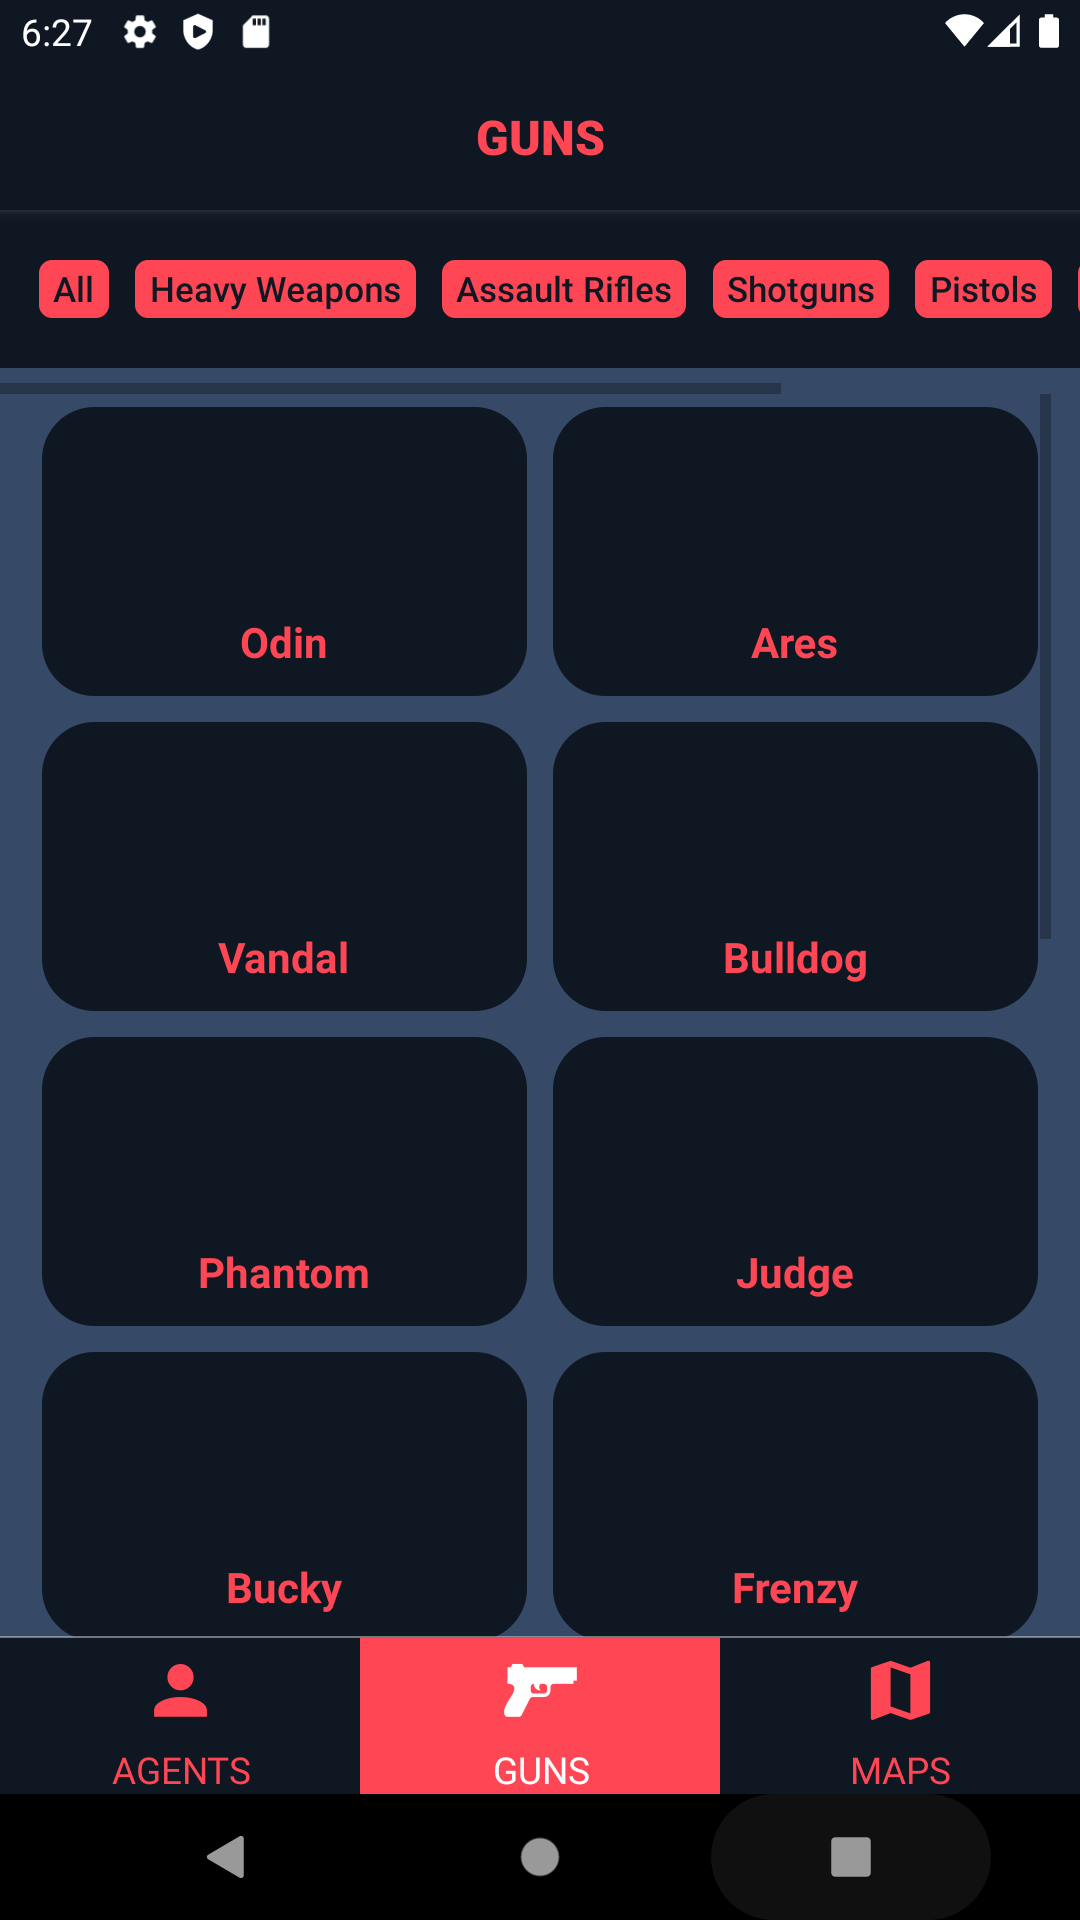 6:27
GUNS
All Heavy Weapons Assault Rifles Shotguns Pistols
Odin Ares
Vandal Bulldog
Phantom Judge
Bucky Frenzy
AGENTS GUNS MAPS